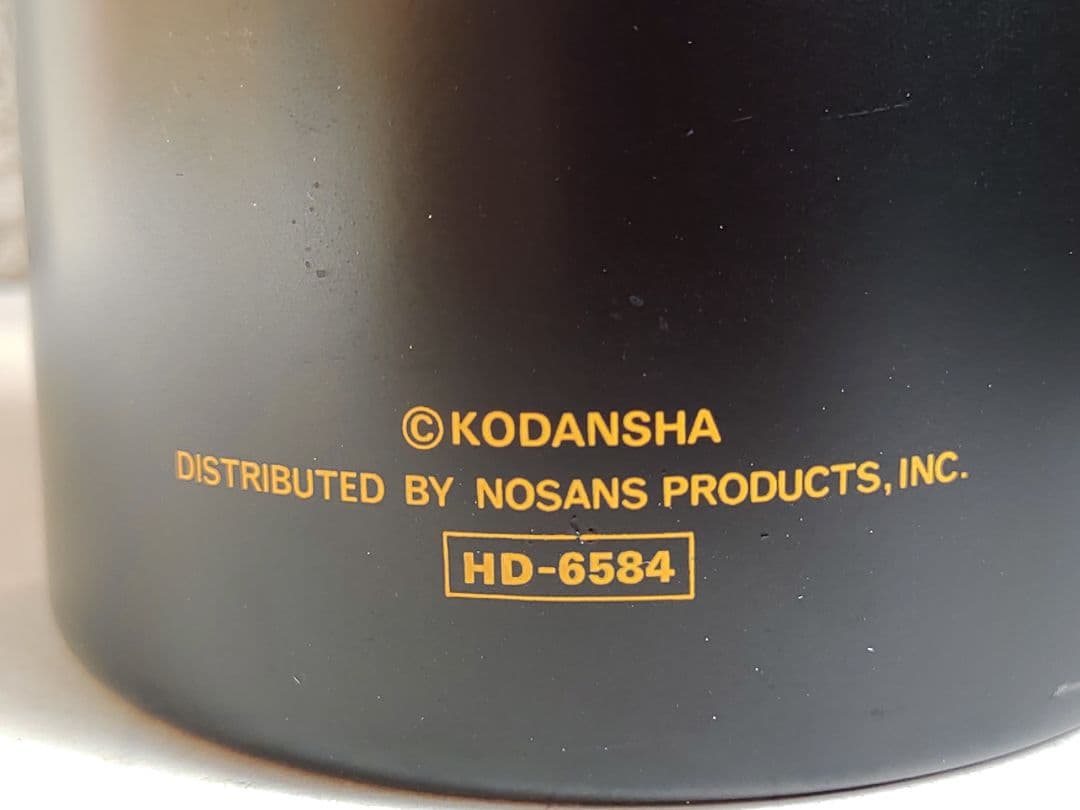 ©KODANSHA
DISTRIBUTED BY NOSANS PRODUCTS, INC.
HD-6584